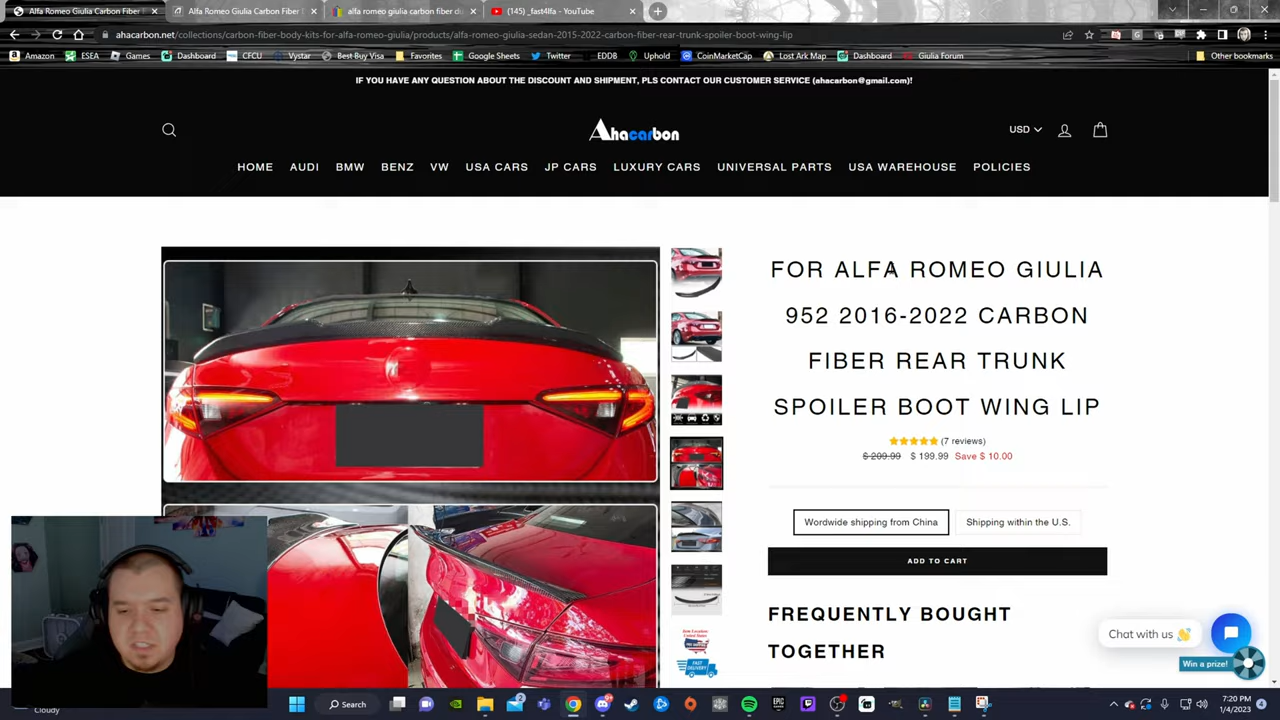 Alfa Romeo Giulia Carbon Fiber
Alfa Romeo Giulia Carbon Fiber
alfa romeo giulia carbon fiber di
(145) _fast4lfa - YouTube
ahacarbon.net/collections/carbon-fiber-body-kits-for-alfa-romeo-giulia/products/alfa-romeo-giulia-sedan-2015-2022-carbon-fiber-rear-trunk-spoiler-boot-wing-lip
Amazon ESEA Games Dashboard CFCU Vystar Best Buy Visa Favorites Google Sheets Twitter EDDB Uphold CoinMarketCap Lost Ark Map Dashboard Giulia Forum Other bookmarks
IF YOU HAVE ANY QUESTION ABOUT THE DISCOUNT AND SHIPMENT, PLS CONTACT OUR CUSTOMER SERVICE (ahacarbon@gmail.com)!
Ahacarbon
USD
HOME AUDI BMW BENZ VW USA CARS JP CARS LUXURY CARS UNIVERSAL PARTS USA WAREHOUSE POLICIES
FOR ALFA ROMEO GIULIA
952 2016-2022 CARBON
FIBER REAR TRUNK
SPOILER BOOT WING LIP
(7 reviews)
$ 209.99 $ 199.99 Save $ 10.00
Wordwide shipping from China Shipping within the U.S.
ADD TO CART
FREQUENTLY BOUGHT
TOGETHER
Chat with us 👋
Win a prize!
Cloudy
Search
7:20 PM
1/4/2023